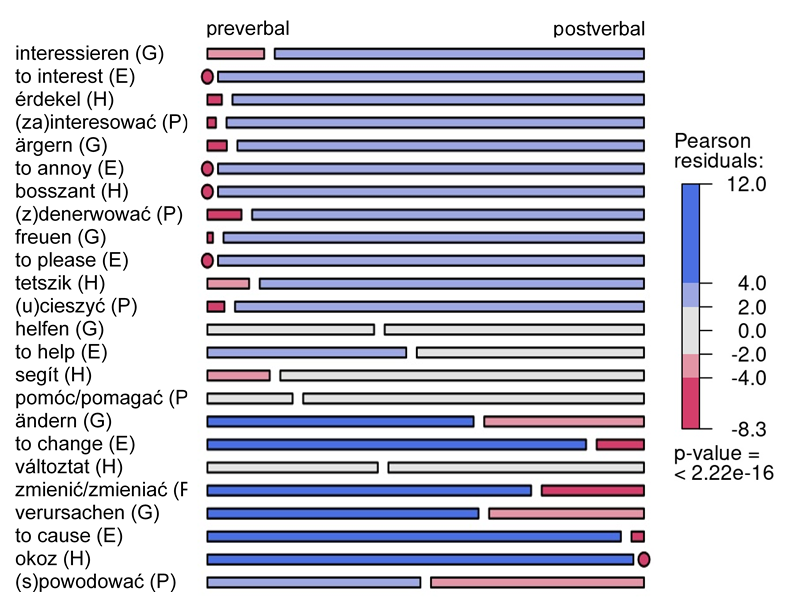 preverbal postverbal
interessieren (G)
to interest (E)
érdekel (H)
(za)interesować (P)
ärgern (G)
to annoy (E)
bosszant (H)
(z)denerwować (P)
freuen (G)
to please (E)
tetszik (H)
(u)cieszyć (P)
helfen (G)
to help (E)
segít (H)
pomóc/pomagać (P
ändern (G)
to change (E)
változtat (H)
zmienić/zmieniać (P
verursachen (G)
to cause (E)
okoz (H)
(s)powodować (P)
Pearson
residuals:
12.0
4.0
2.0
0.0
-2.0
-4.0
-8.3
p-value =
< 2.22e-16